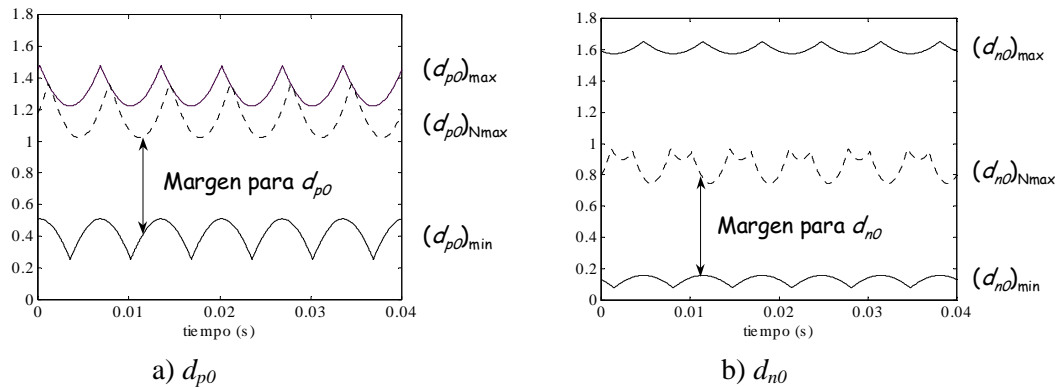 1.8
1.6
1.4
1.2
1
0.8
0.6
0.4
0.2
0
0 0.01 0.02 0.03 0.04
tiempo (s)
(dp0)max
(dp0)Nmax
Margen para dp0
(dp0)min
a) dp0
1.8
1.6
1.4
1.2
1
0.8
0.6
0.4
0.2
0
0 0.01 0.02 0.03 0.04
tiempo (s)
(dn0)max
(dn0)Nmax
Margen para dn0
(dn0)min
b) dn0